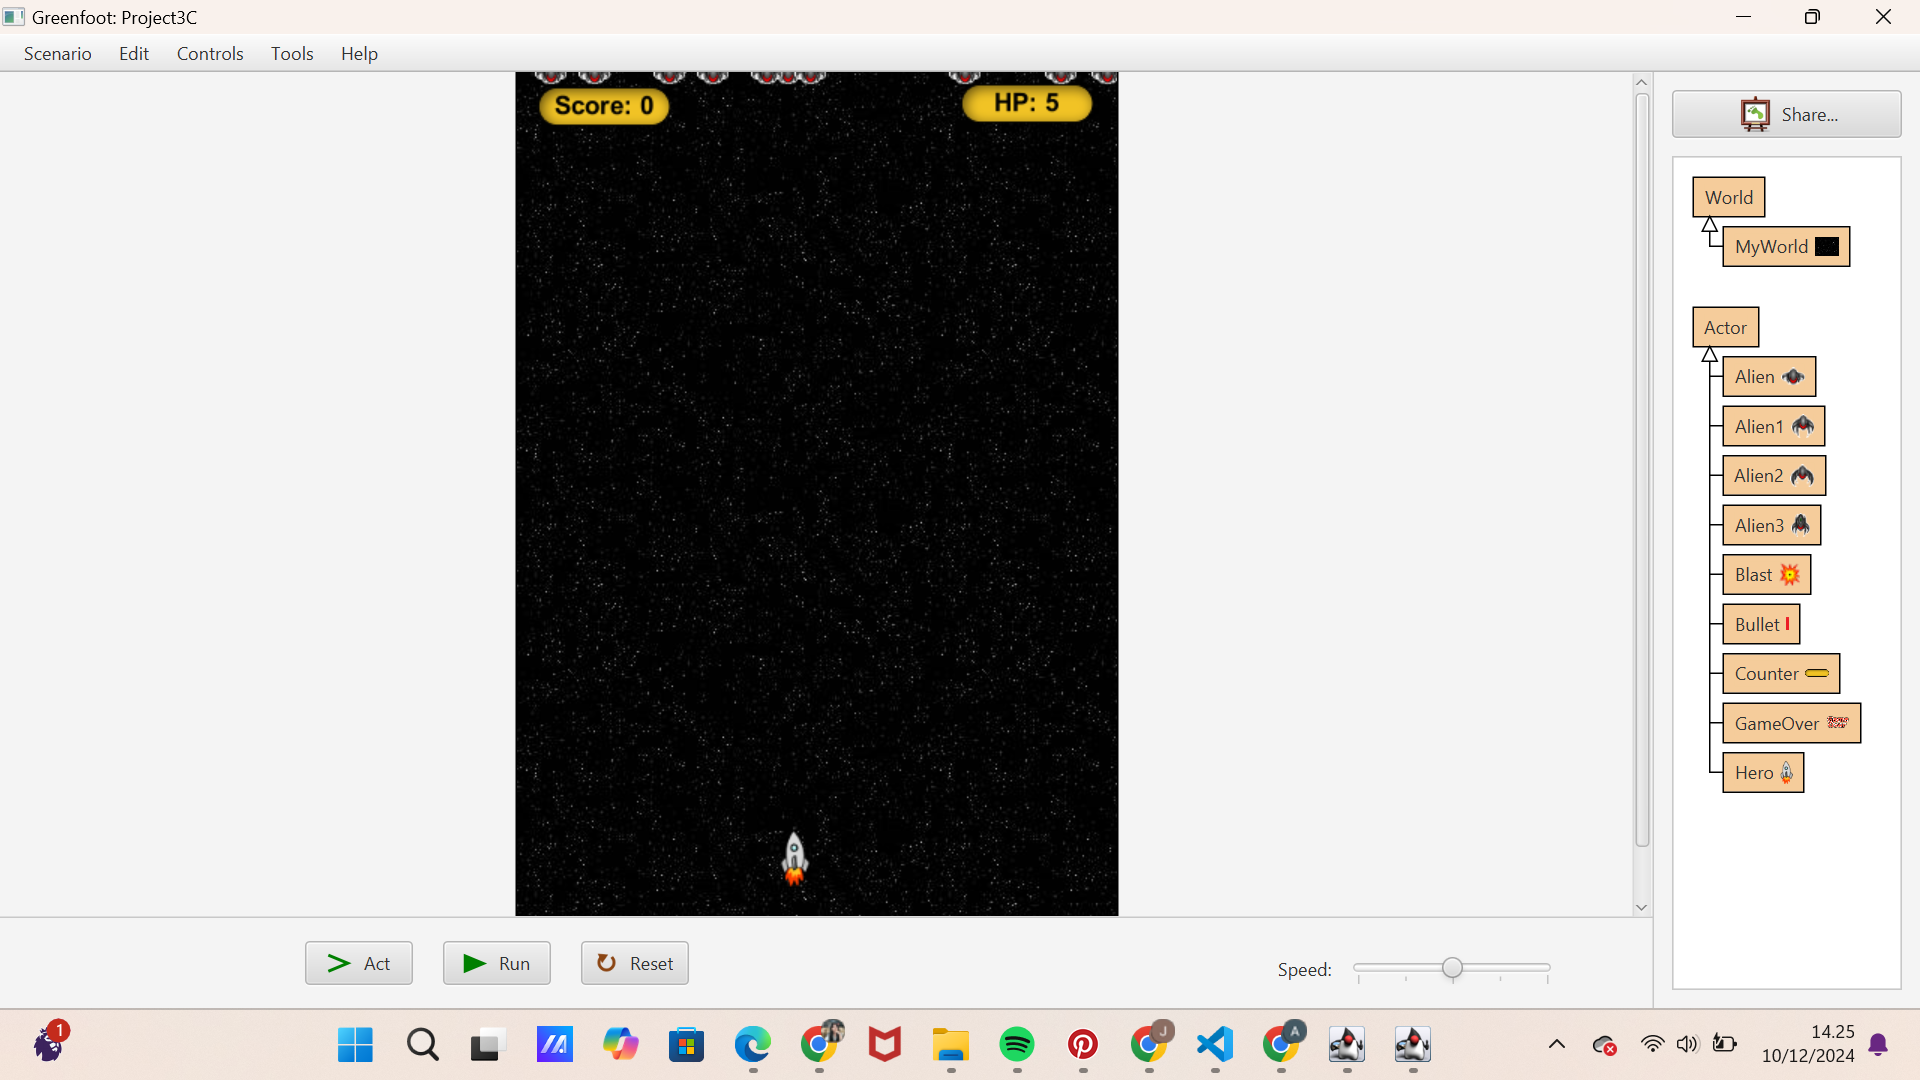 Greenfoot: Project3C
Scenario Edit Controls Tools Help
Score: 0
HP: 5
Share...
World
MyWorld
Actor
Alien
Alien1
Alien2
Alien3
Blast
Bullet
Counter
GameOver
Hero
Act
Run
Reset
Speed:
1
J
A
14.25
10/12/2024